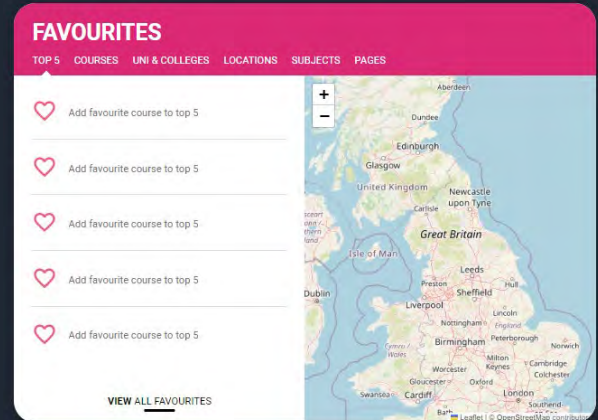 FAVOURITES
TOP 5 COURSES UNI & COLLEGES LOCATIONS SUBJECTS PAGES
Add favourite course to top 5
Add favourite course to top 5
Add favourite course to top 5
Add favourite course to top 5
Add favourite course to top 5
VIEW ALL FAVOURITES
+
−
Aberdeen
Dundee
Edinburgh
Glasgow
United Kingdom
Newcastle
upon Tyne
Carlisle
Great Britain
Isle of Man
Leeds
Dublin
Preston
Hull
Sheffield
Liverpool
Lincoln
Nottingham
England
Peterborough
Birmingham
Norwich
Cymru /
Wales
Milton
Keynes
Cambridge
Worcester
Colchester
Gloucester
Oxford
Swansea
Cardiff
London
Southend-
Leaflet | © OpenStreetMap contributors